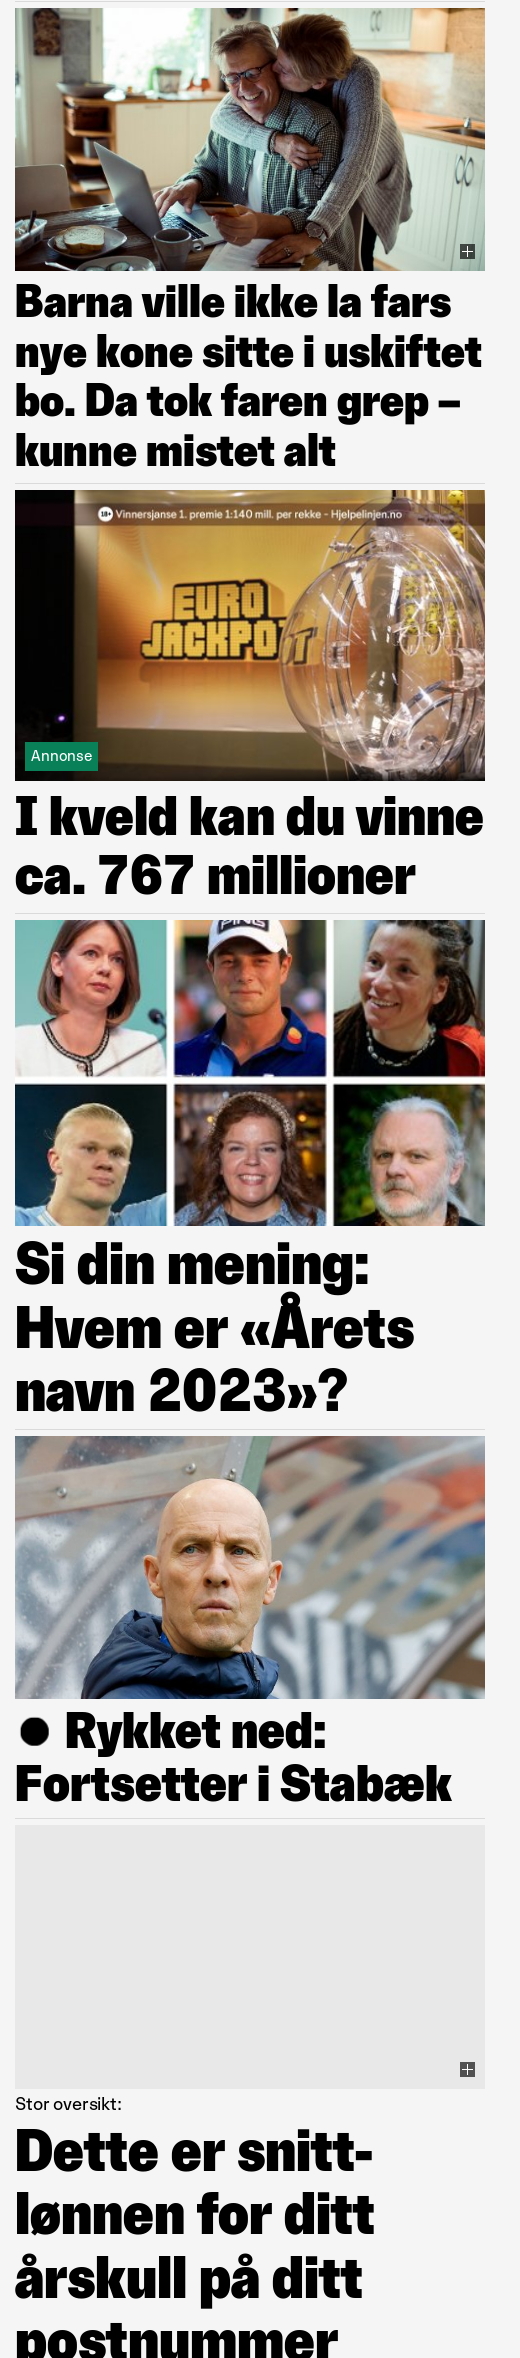 Barna ville ikke la fars
nye kone sitte i uskiftet
bo. Da tok faren grep –
kunne mistet alt
18+ Vinnersjanse 1. premie 1:140 mill. per rekke - Hjelpelinjen.no
EURO
JACKPOT
Annonse
I kveld kan du vinne
ca. 767 millioner
PING
Si din mening:
Hvem er «Årets
navn 2023»?
● Rykket ned:
Fortsetter i Stabæk
Stor oversikt:
Dette er snitt-
lønnen for ditt
årskull på ditt
postnummer